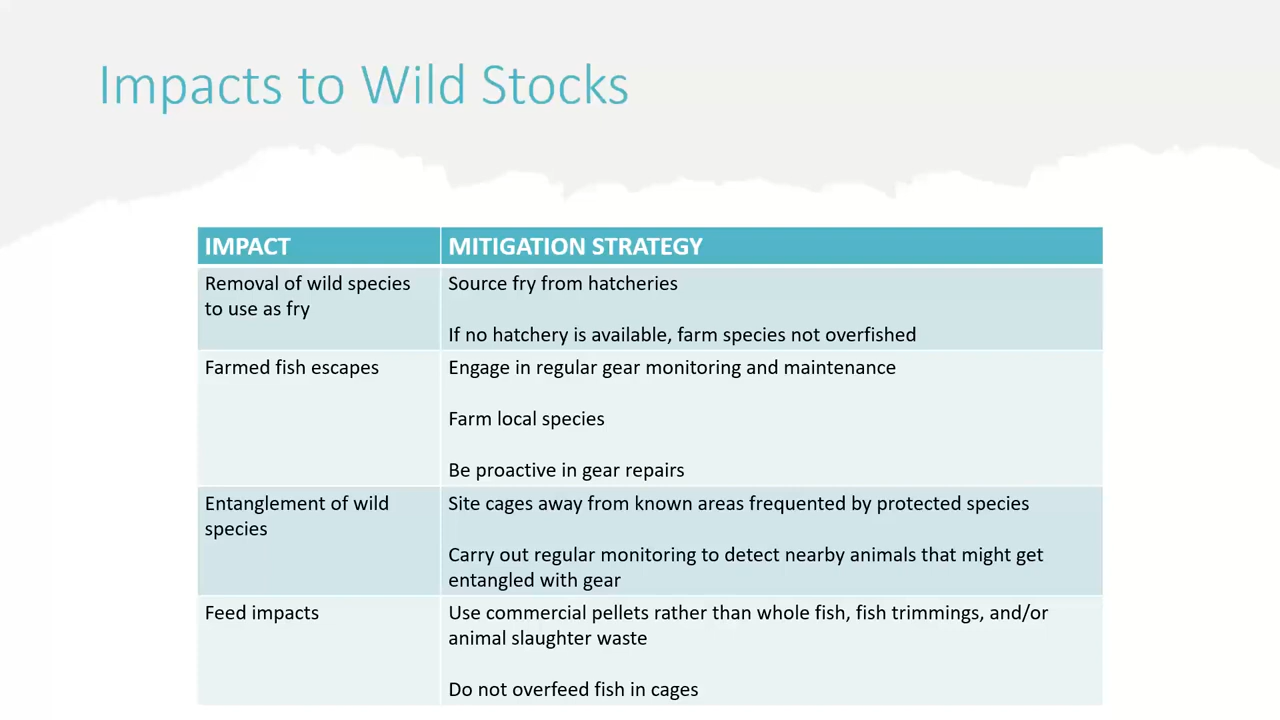 Impacts to Wild Stocks
IMPACT
MITIGATION STRATEGY
Removal of wild species
to use as fry
Source fry from hatcheries
If no hatchery is available, farm species not overfished
Farmed fish escapes
Engage in regular gear monitoring and maintenance
Farm local species
Be proactive in gear repairs
Entanglement of wild
species
Site cages away from known areas frequented by protected species
Carry out regular monitoring to detect nearby animals that might get
entangled with gear
Feed impacts
Use commercial pellets rather than whole fish, fish trimmings, and/or
animal slaughter waste
Do not overfeed fish in cages